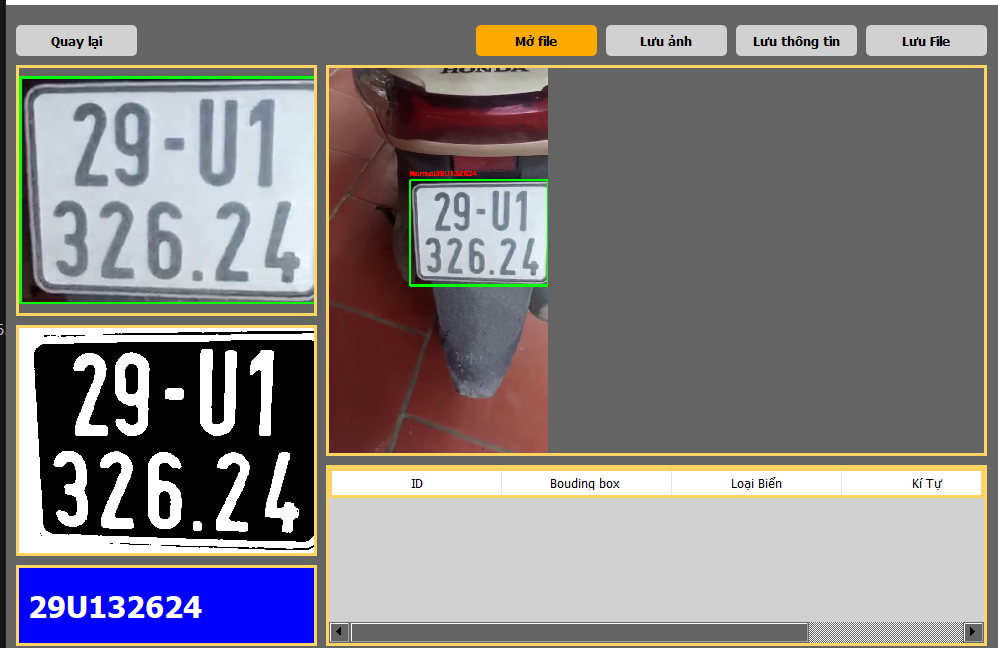 Quay lại
Mở file
Lưu ảnh
Lưu thông tin
Lưu File
29-U1
326.24
HONDA
Normal29U132624
29-U1
326.24
29-U1
326.24
29U132624
ID
Bouding box
Loại Biển
Kí Tự